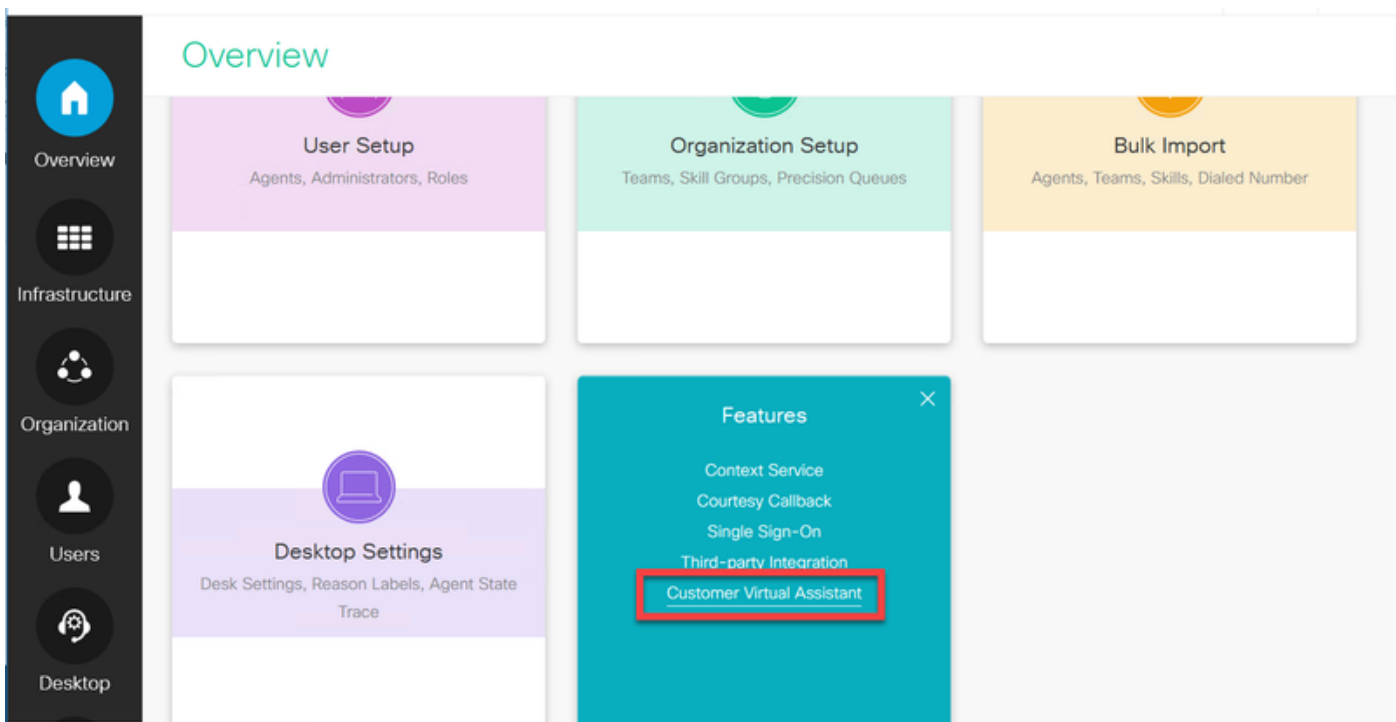 Overview
Overview
Infrastructure
Organization
Users
Desktop
User Setup
Agents, Administrators, Roles
Organization Setup
Teams, Skill Groups, Precision Queues
Bulk Import
Agents, Teams, Skills, Dialed Number
Desktop Settings
Desk Settings, Reason Labels, Agent State
Trace
Features
Context Service
Courtesy Callback
Single Sign-On
Third-party Integration
Customer Virtual Assistant